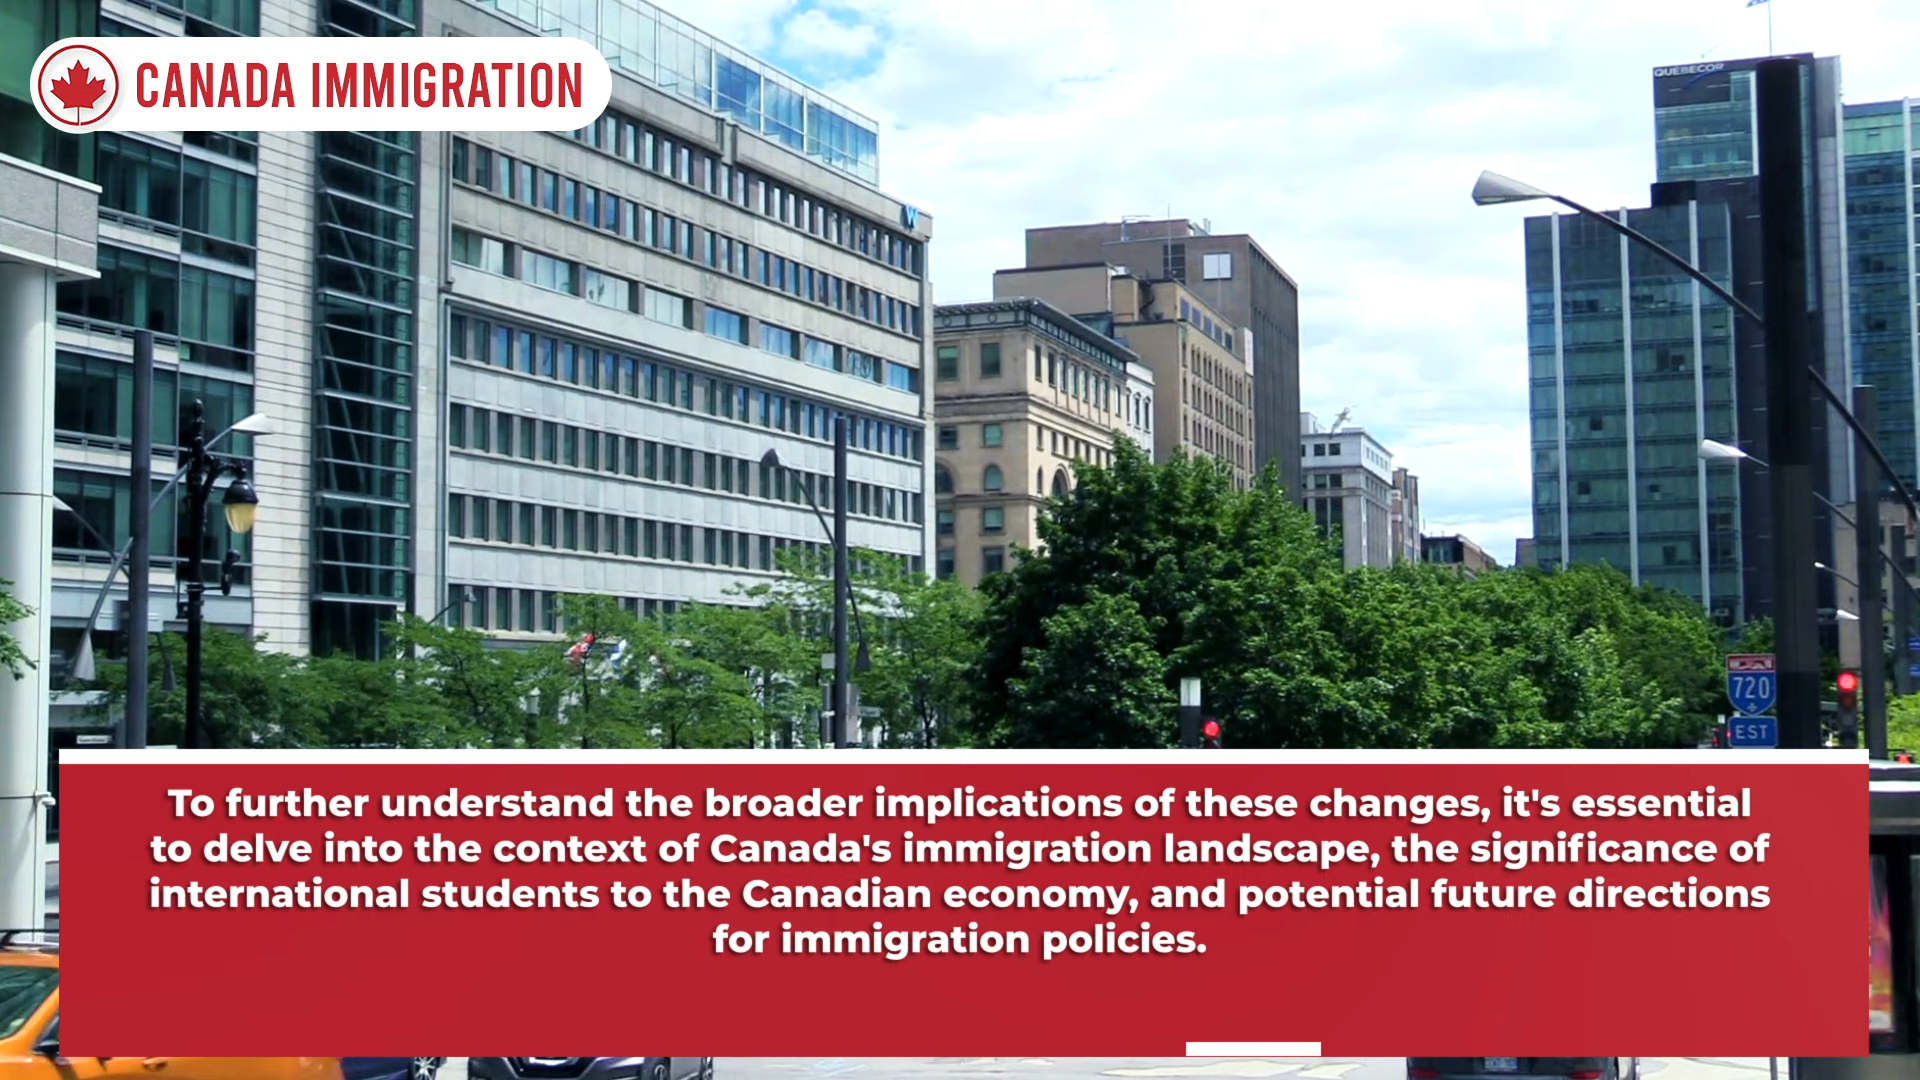 CANADA IMMIGRATION
QUEBECOR
W
720
EST
To further understand the broader implications of these changes, it's essential
to delve into the context of Canada's immigration landscape, the significance of
international students to the Canadian economy, and potential future directions
for immigration policies.